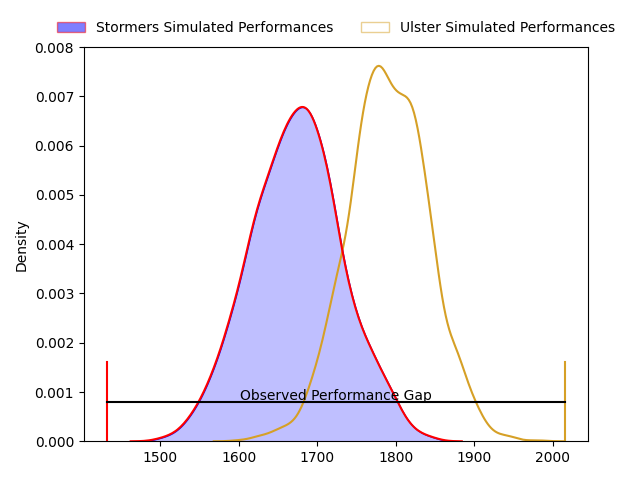 Stormers Simulated Performances
Ulster Simulated Performances
0.008
0.007
0.006
0.005
0.004
0.003
0.002
0.001
0.000
Density
Observed Performance Gap
1500 1600 1700 1800 1900 2000